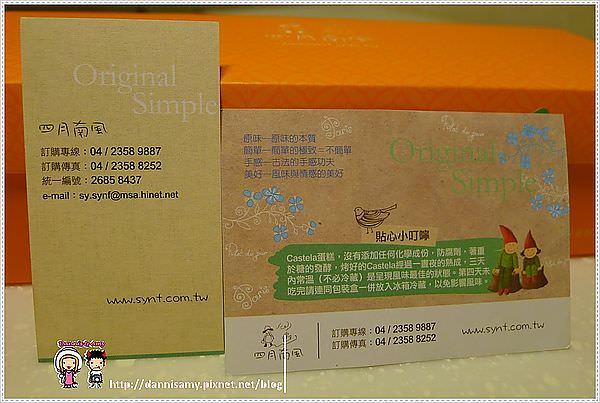 Original
Simple
四月南風
訂購專線：04 / 2358 9887
訂購傳真：04 / 2358 8252
統一編號：2685 8437
e-mail：sy.synf@msa.hinet.net
www.synt.com.tw
原味—原味的本質
簡單—簡單的極致＝不簡單
手感—古法的手感功夫
美好—風味與情感的美好
Original
Simple
貼心小叮嚀
Castela蛋糕，沒有添加任何化學成份，防腐劑，著重
於糖的發酵，烤好的Castela經過一晝夜的熟成，三天
內常溫（不必冷藏）是呈現風味最佳的狀態。第四天未
吃完請連同包裝盒一併放入冰箱冷藏，以免影響風味。
四月南風
訂購專線：04 / 2358 9887
訂購傳真：04 / 2358 8252
www.synt.com.tw
Dannis&Amy
http://dannisamy.pixnet.net/blog